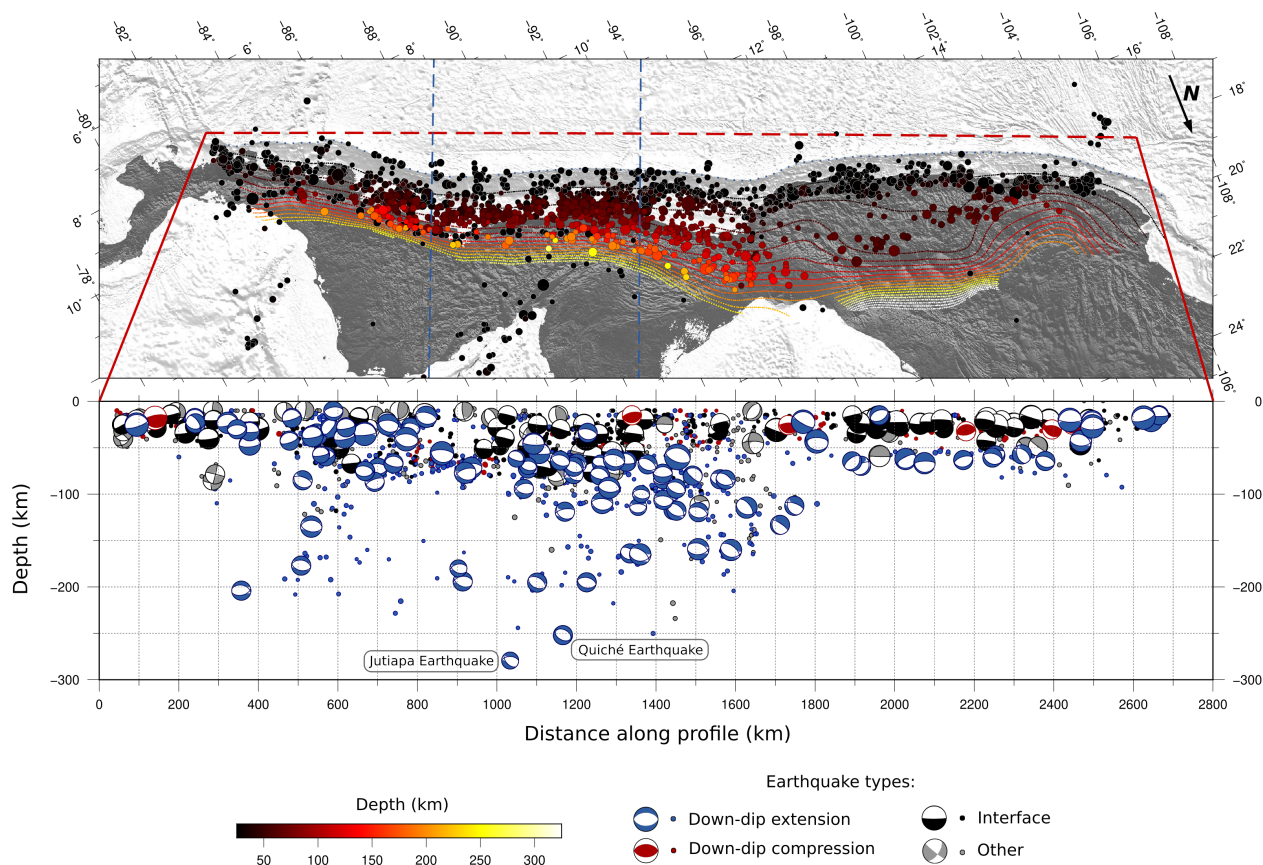 -82° -84° -86° -88° -90° -92° -94° -96° -98° -100° -102° -104° -106° -108°
6° 8° 10° 12° 14° 16°
N
18°
-80°
6°
20°
-108°
8°
22°
-78°
10°
24°
-106°
0 0
-100 -100
-200 -200
-300 -300
Depth (km)
Jutiapa Earthquake
Quiché Earthquake
0 200 400 600 800 1000 1200 1400 1600 1800 2000 2200 2400 2600 2800
Distance along profile (km)
Earthquake types:
Depth (km)
50 100 150 200 250 300
Down-dip extension
Interface
Down-dip compression
Other